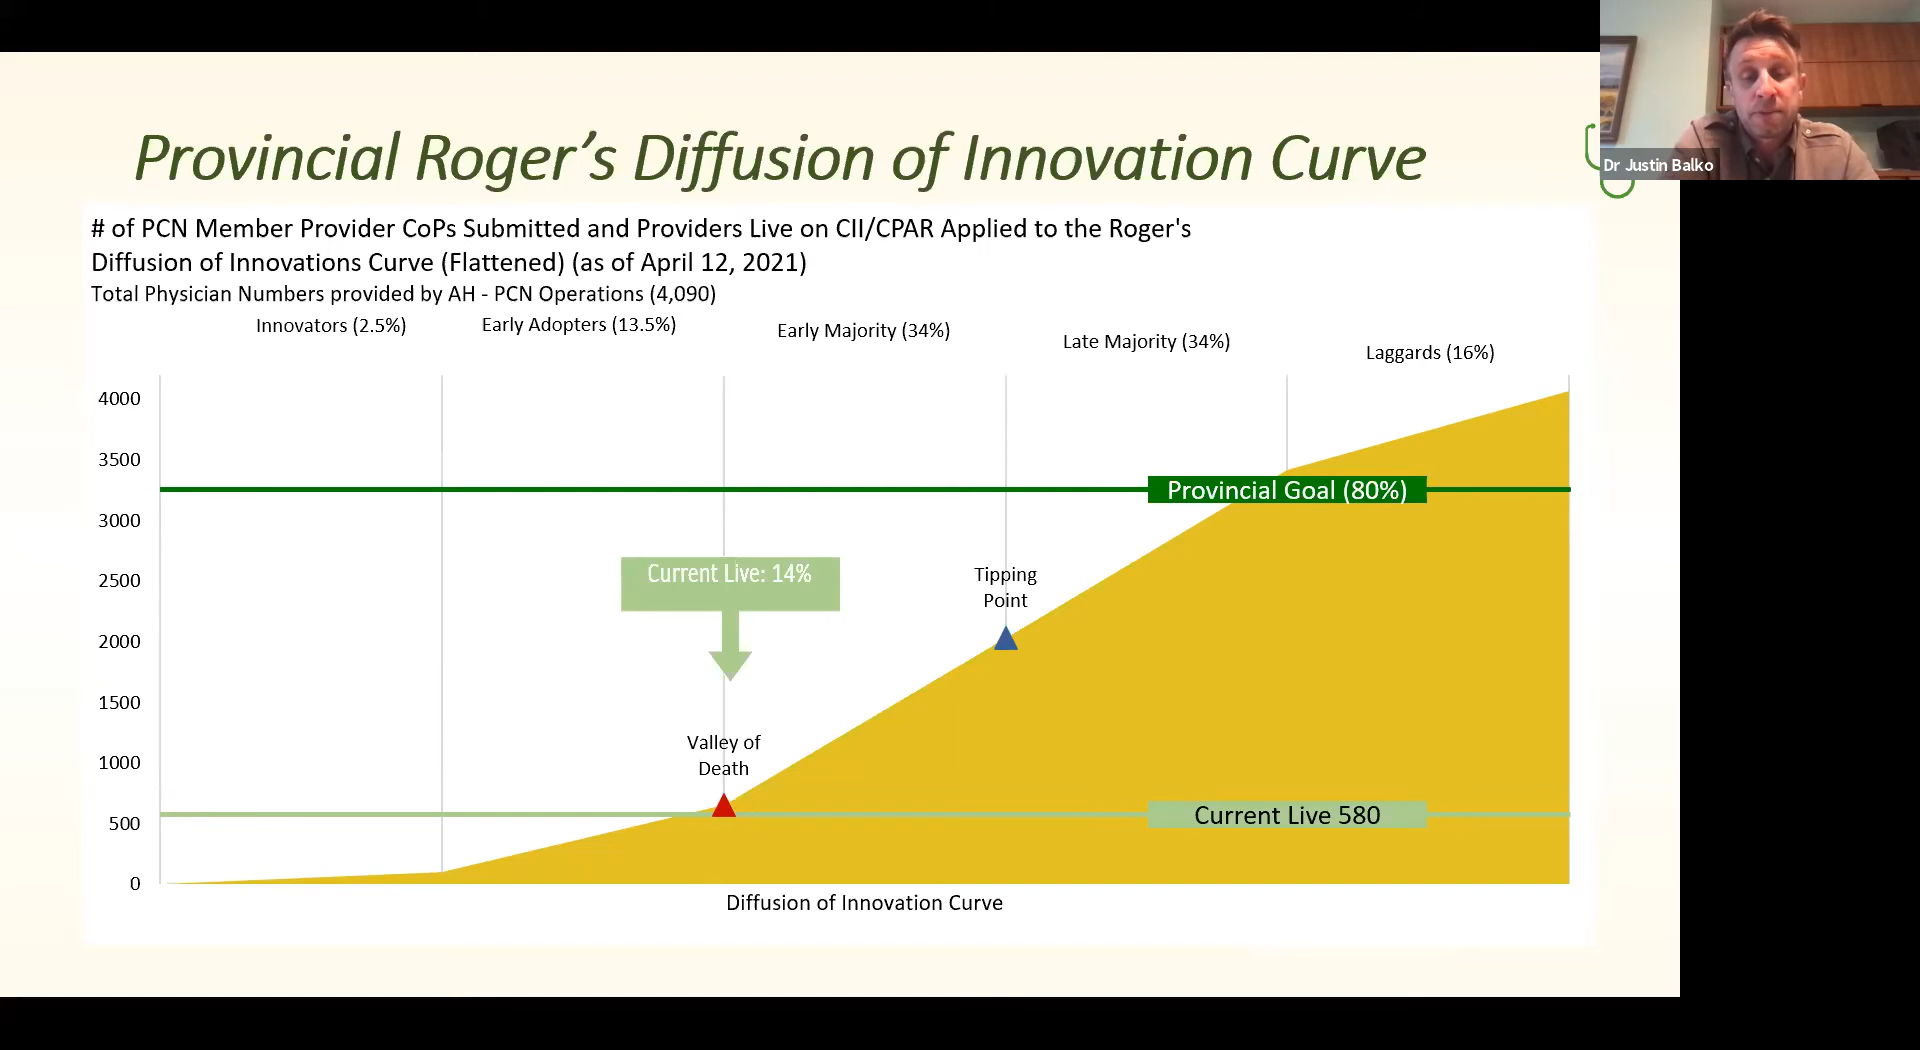 Provincial Roger’s Diffusion of Innovation Curve
Dr Justin Balko
# of PCN Member Provider CoPs Submitted and Providers Live on CII/CPAR Applied to the Roger's
Diffusion of Innovations Curve (Flattened) (as of April 12, 2021)
Total Physician Numbers provided by AH - PCN Operations (4,090)
Innovators (2.5%)
Early Adopters (13.5%)
Early Majority (34%)
Late Majority (34%)
Laggards (16%)
4000
3500
3000
2500
2000
1500
1000
500
0
Provincial Goal (80%)
Current Live: 14%
Tipping
Point
Valley of
Death
Current Live 580
Diffusion of Innovation Curve